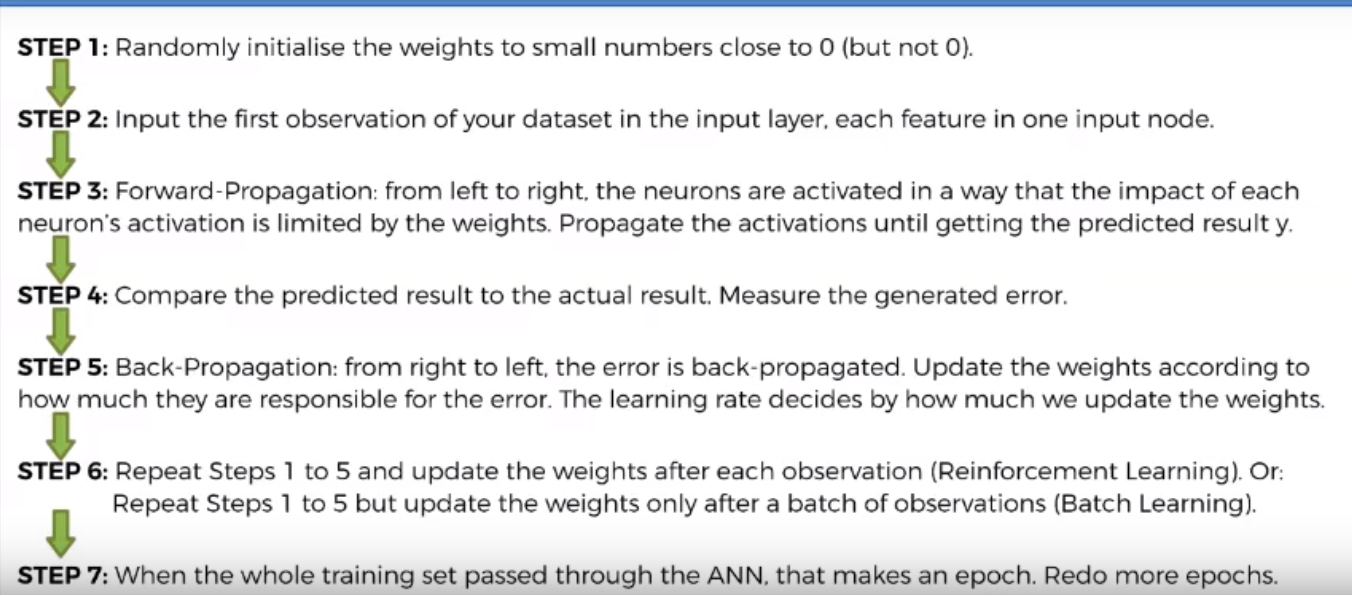 STEP 1: Randomly initialise the weights to small numbers close to 0 (but not 0).
STEP 2: Input the first observation of your dataset in the input layer, each feature in one input node.
STEP 3: Forward-Propagation: from left to right, the neurons are activated in a way that the impact of each
neuron's activation is limited by the weights. Propagate the activations until getting the predicted result y.
STEP 4: Compare the predicted result to the actual result. Measure the generated error.
STEP 5: Back-Propagation: from right to left, the error is back-propagated. Update the weights according to
how much they are responsible for the error. The learning rate decides by how much we update the weights.
STEP 6: Repeat Steps 1 to 5 and update the weights after each observation (Reinforcement Learning). Or:
Repeat Steps 1 to 5 but update the weights only after a batch of observations (Batch Learning).
STEP 7: When the whole training set passed through the ANN, that makes an epoch. Redo more epochs.